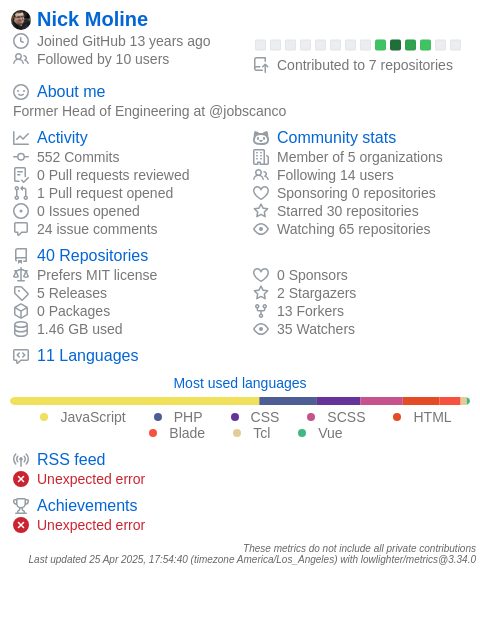 Nick Moline
Joined GitHub 13 years ago
Followed by 10 users
Contributed to 7 repositories
About me
Former Head of Engineering at @jobscanco
Activity
552 Commits
0 Pull requests reviewed
1 Pull request opened
0 Issues opened
24 issue comments
Community stats
Member of 5 organizations
Following 14 users
Sponsoring 0 repositories
Starred 30 repositories
Watching 65 repositories
40 Repositories
Prefers MIT license
5 Releases
0 Packages
1.46 GB used
0 Sponsors
2 Stargazers
13 Forkers
35 Watchers
11 Languages
Most used languages
JavaScript PHP CSS SCSS HTML
Blade Tcl Vue
RSS feed
Unexpected error
Achievements
Unexpected error
These metrics do not include all private contributions
Last updated 25 Apr 2025, 17:54:40 (timezone America/Los_Angeles) with lowlighter/metrics@3.34.0